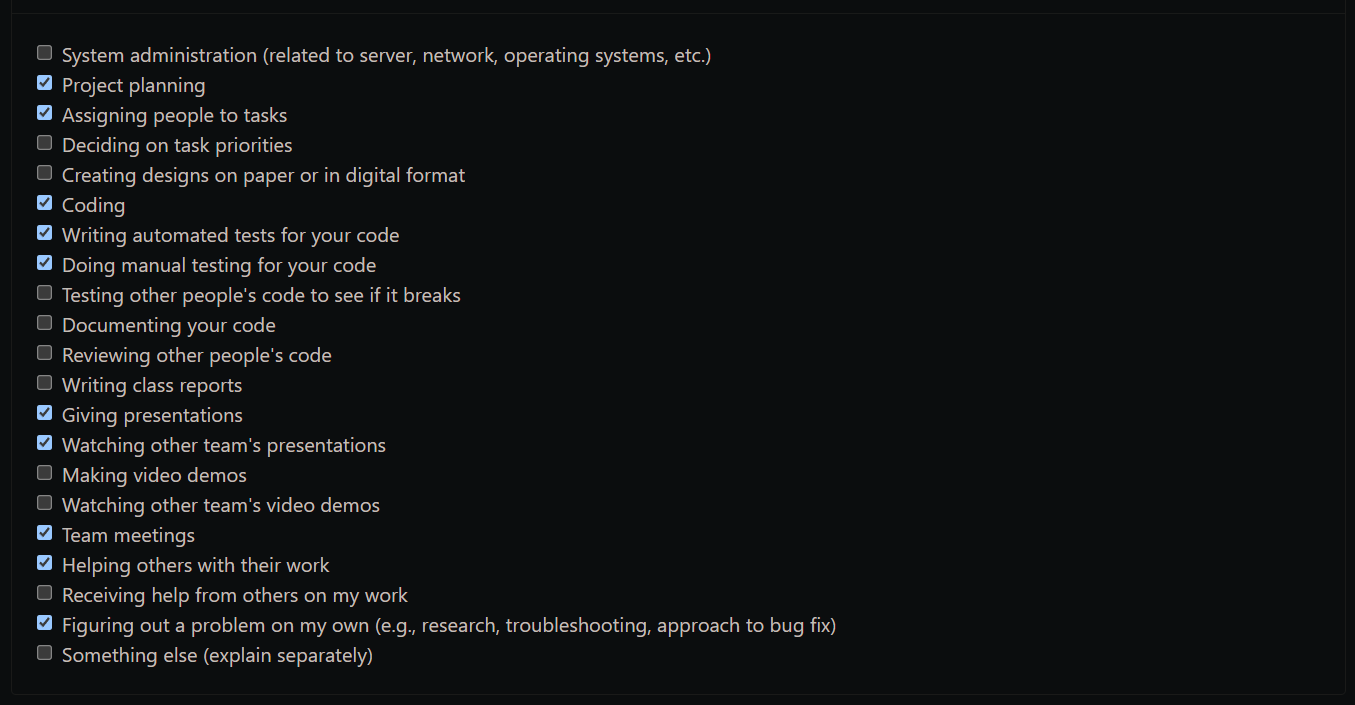 System administration (related to server, network, operating systems, etc.)
Project planning
Assigning people to tasks
Deciding on task priorities
Creating designs on paper or in digital format
Coding
Writing automated tests for your code
Doing manual testing for your code
Testing other people's code to see if it breaks
Documenting your code
Reviewing other people's code
Writing class reports
Giving presentations
Watching other team's presentations
Making video demos
Watching other team's video demos
Team meetings
Helping others with their work
Receiving help from others on my work
Figuring out a problem on my own (e.g., research, troubleshooting, approach to bug fix)
Something else (explain separately)